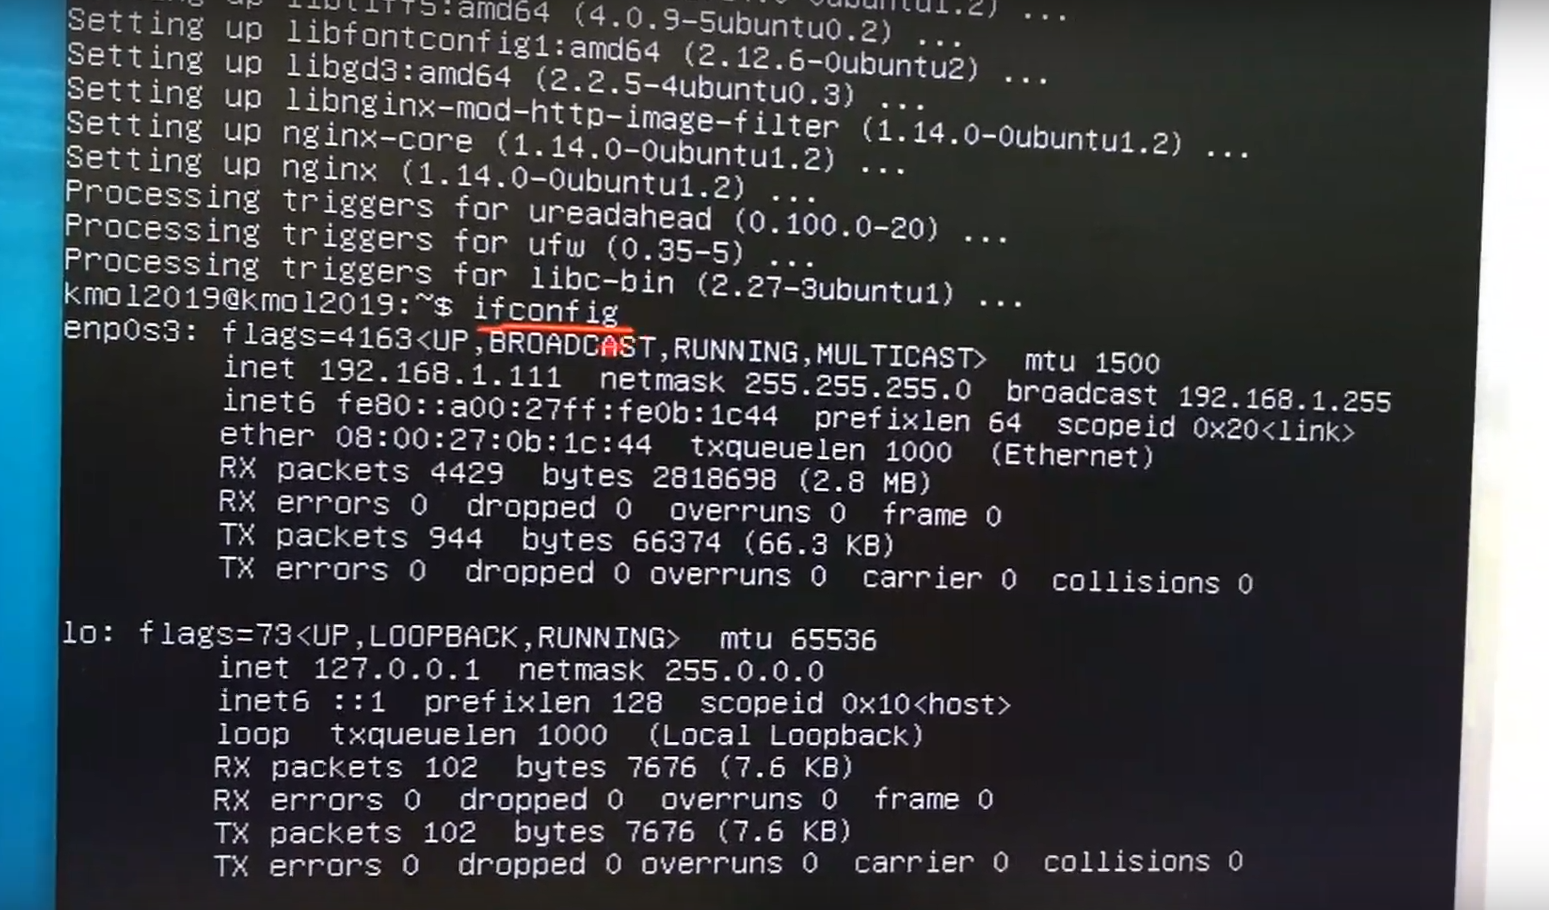 up libtiff5:amd64 (4.0.9-5ubuntu0.2) ...
Setting up libfontconfig1:amd64 (2.12.6-0ubuntu2) ...
Setting up libgd3:amd64 (2.2.5-4ubuntu0.3) ...
Setting up libnginx-mod-http-image-filter (1.14.0-0ubuntu1.2) ...
Setting up nginx-core (1.14.0-0ubuntu1.2) ...
Setting up nginx (1.14.0-0ubuntu1.2) ...
Processing triggers for ureadahead (0.100.0-20) ...
Processing triggers for ufw (0.35-5) ...
Processing triggers for libc-bin (2.27-3ubuntu1) ...
kmol2019@kmol2019:~$ ifconfig
enp0s3: flags=4163<UP,BROADCAST,RUNNING,MULTICAST>  mtu 1500
inet 192.168.1.111  netmask 255.255.255.0  broadcast 192.168.1.255
inet6 fe80::a00:27ff:fe0b:1c44  prefixlen 64  scopeid 0x20<link>
ether 08:00:27:0b:1c:44  txqueuelen 1000  (Ethernet)
RX packets 4429  bytes 2818698 (2.8 MB)
RX errors 0  dropped 0  overruns 0  frame 0
TX packets 944  bytes 66374 (66.3 KB)
TX errors 0  dropped 0 overruns 0  carrier 0  collisions 0
lo: flags=73<UP,LOOPBACK,RUNNING>  mtu 65536
inet 127.0.0.1  netmask 255.0.0.0
inet6 ::1  prefixlen 128  scopeid 0x10<host>
loop  txqueuelen 1000  (Local Loopback)
RX packets 102  bytes 7676 (7.6 KB)
RX errors 0  dropped 0  overruns 0  frame 0
TX packets 102  bytes 7676 (7.6 KB)
TX errors 0  dropped 0 overruns 0  carrier 0  collisions 0